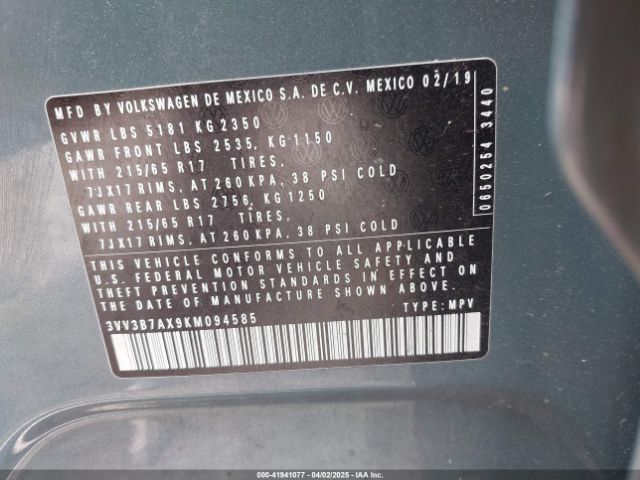 MFD BY VOLKSWAGEN DE MEXICO S.A. DE C.V. MEXICO 02/19
GVWR LBS 5181 KG 2350
GAWR FRONT LBS 2535, KG 1150
WITH 215/65 R17 TIRES.
7JX17 RIMS, AT 260 KPA, 38 PSI COLD
GAWR REAR LBS 2756, KG 1250
WITH 215/65 R17 TIRES.
7JX17 RIMS, AT 260 KPA, 38 PSI COLD
THIS VEHICLE CONFORMS TO ALL APPLICABLE
U.S. FEDERAL MOTOR VEHICLE SAFETY AND
THEFT PREVENTION STANDARDS IN EFFECT ON
THE DATE OF MANUFACTURE SHOWN ABOVE.
3VV3B7AX9KM094585 TYPE: MPV
0650254 3440
00-41941077 | 04/02/2025 | Copyright IAA, LLC.